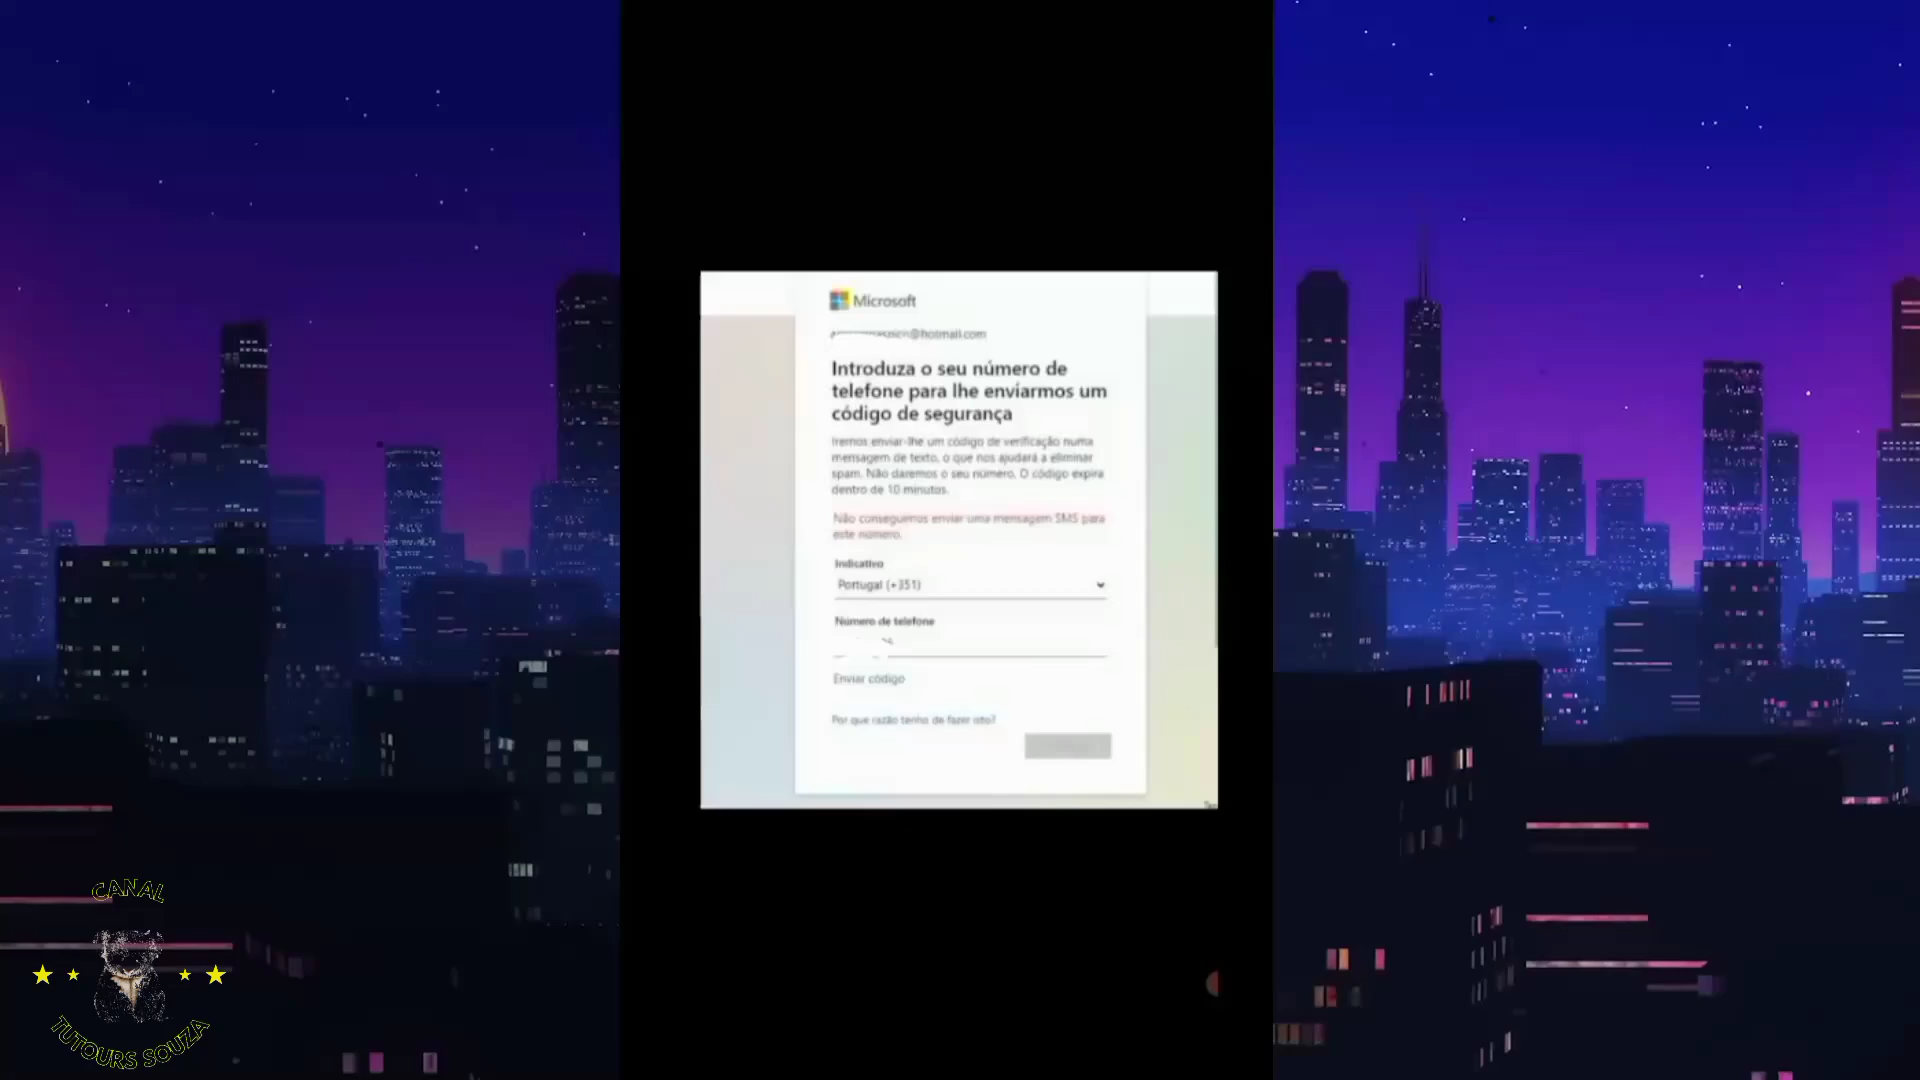 Microsoft
@hotmail.com
Introduza o seu número de
telefone para lhe enviarmos um
código de segurança
Iremos enviar-lhe um código de verificação numa
mensagem de texto, o que nos ajudará a eliminar
spam. Não daremos o seu número. O código expira
dentro de 10 minutos.
Não conseguimos enviar uma mensagem SMS para
este número.
Indicativo
Portugal (+351)
Número de telefone
Enviar código
Por que razão tenho de fazer isto?
CANAL
TUTOURS SOUZA